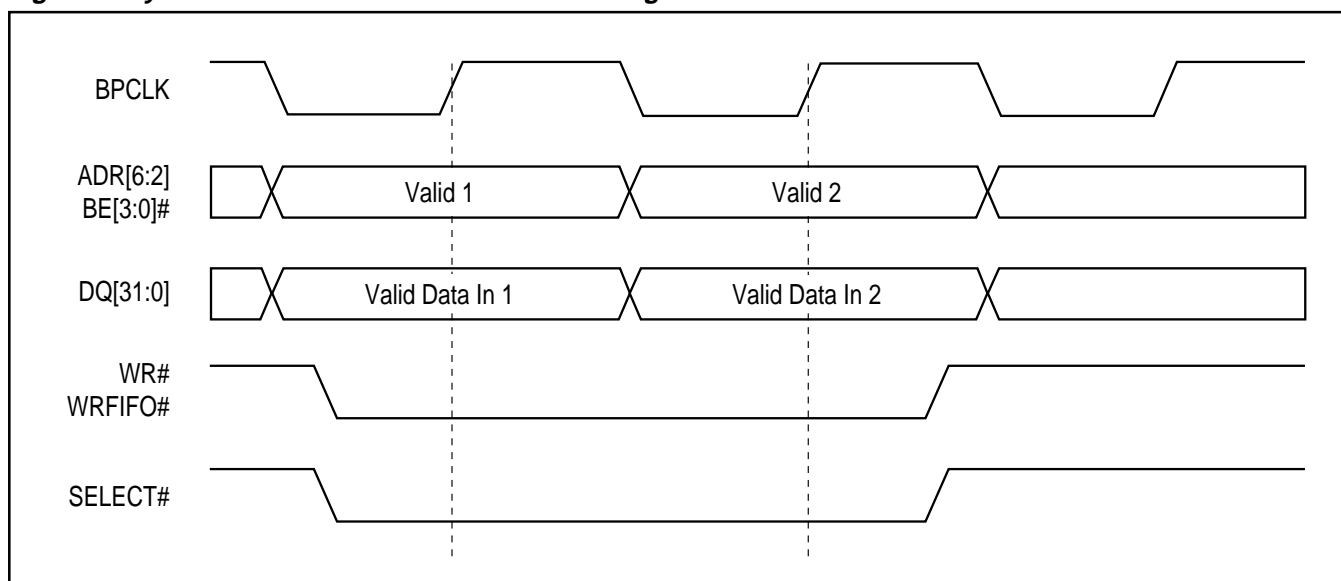 BPCLK
ADR[6:2]
BE[3:0]#
Valid 1
Valid 2
DQ[31:0]
Valid Data In 1
Valid Data In 2
WR#
WRFIFO#
SELECT#